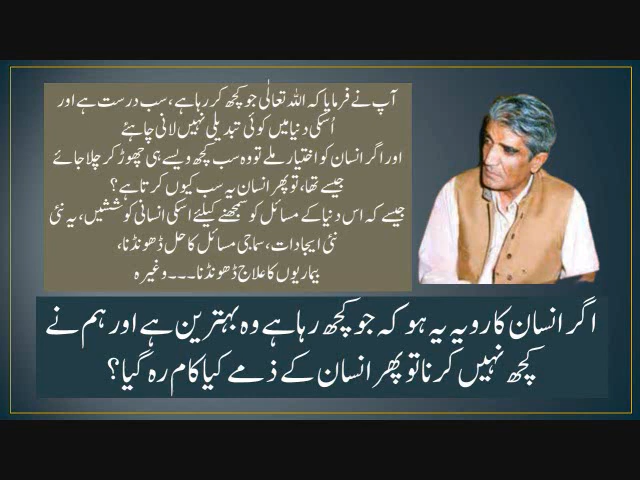 آپ نے فرمایا کہ اللہ تعالٰی جو کچھ کر رہا ہے، سب درست ہے اور
اُسکی دنیا میں کوئی تبدیلی نہیں لانی چاہئے
اور اگر انسان کو اختیار ملے تو وہ سب کچھ ویسے ہی چھوڑ کر چلا جائے
جیسے تھا، تو پھر انسان یہ سب کیوں کرتا ہے؟
جیسے کہ اس دنیا کے مسائل کو سمجھنے کیلئے اسکی انسانی کوششیں، یہ نئی
نئی ایجادات، سماجی مسائل کا حل ڈھونڈنا،
بیماریوں کا علاج ڈھونڈنا۔۔۔ وغیرہ
اگر انسان کا رویہ یہ ہو کہ جو کچھ رہا ہے وہ بہترین ہے اور ہم نے
کچھ نہیں کرنا تو پھر انسان کے ذمے کیا کام رہ گیا؟